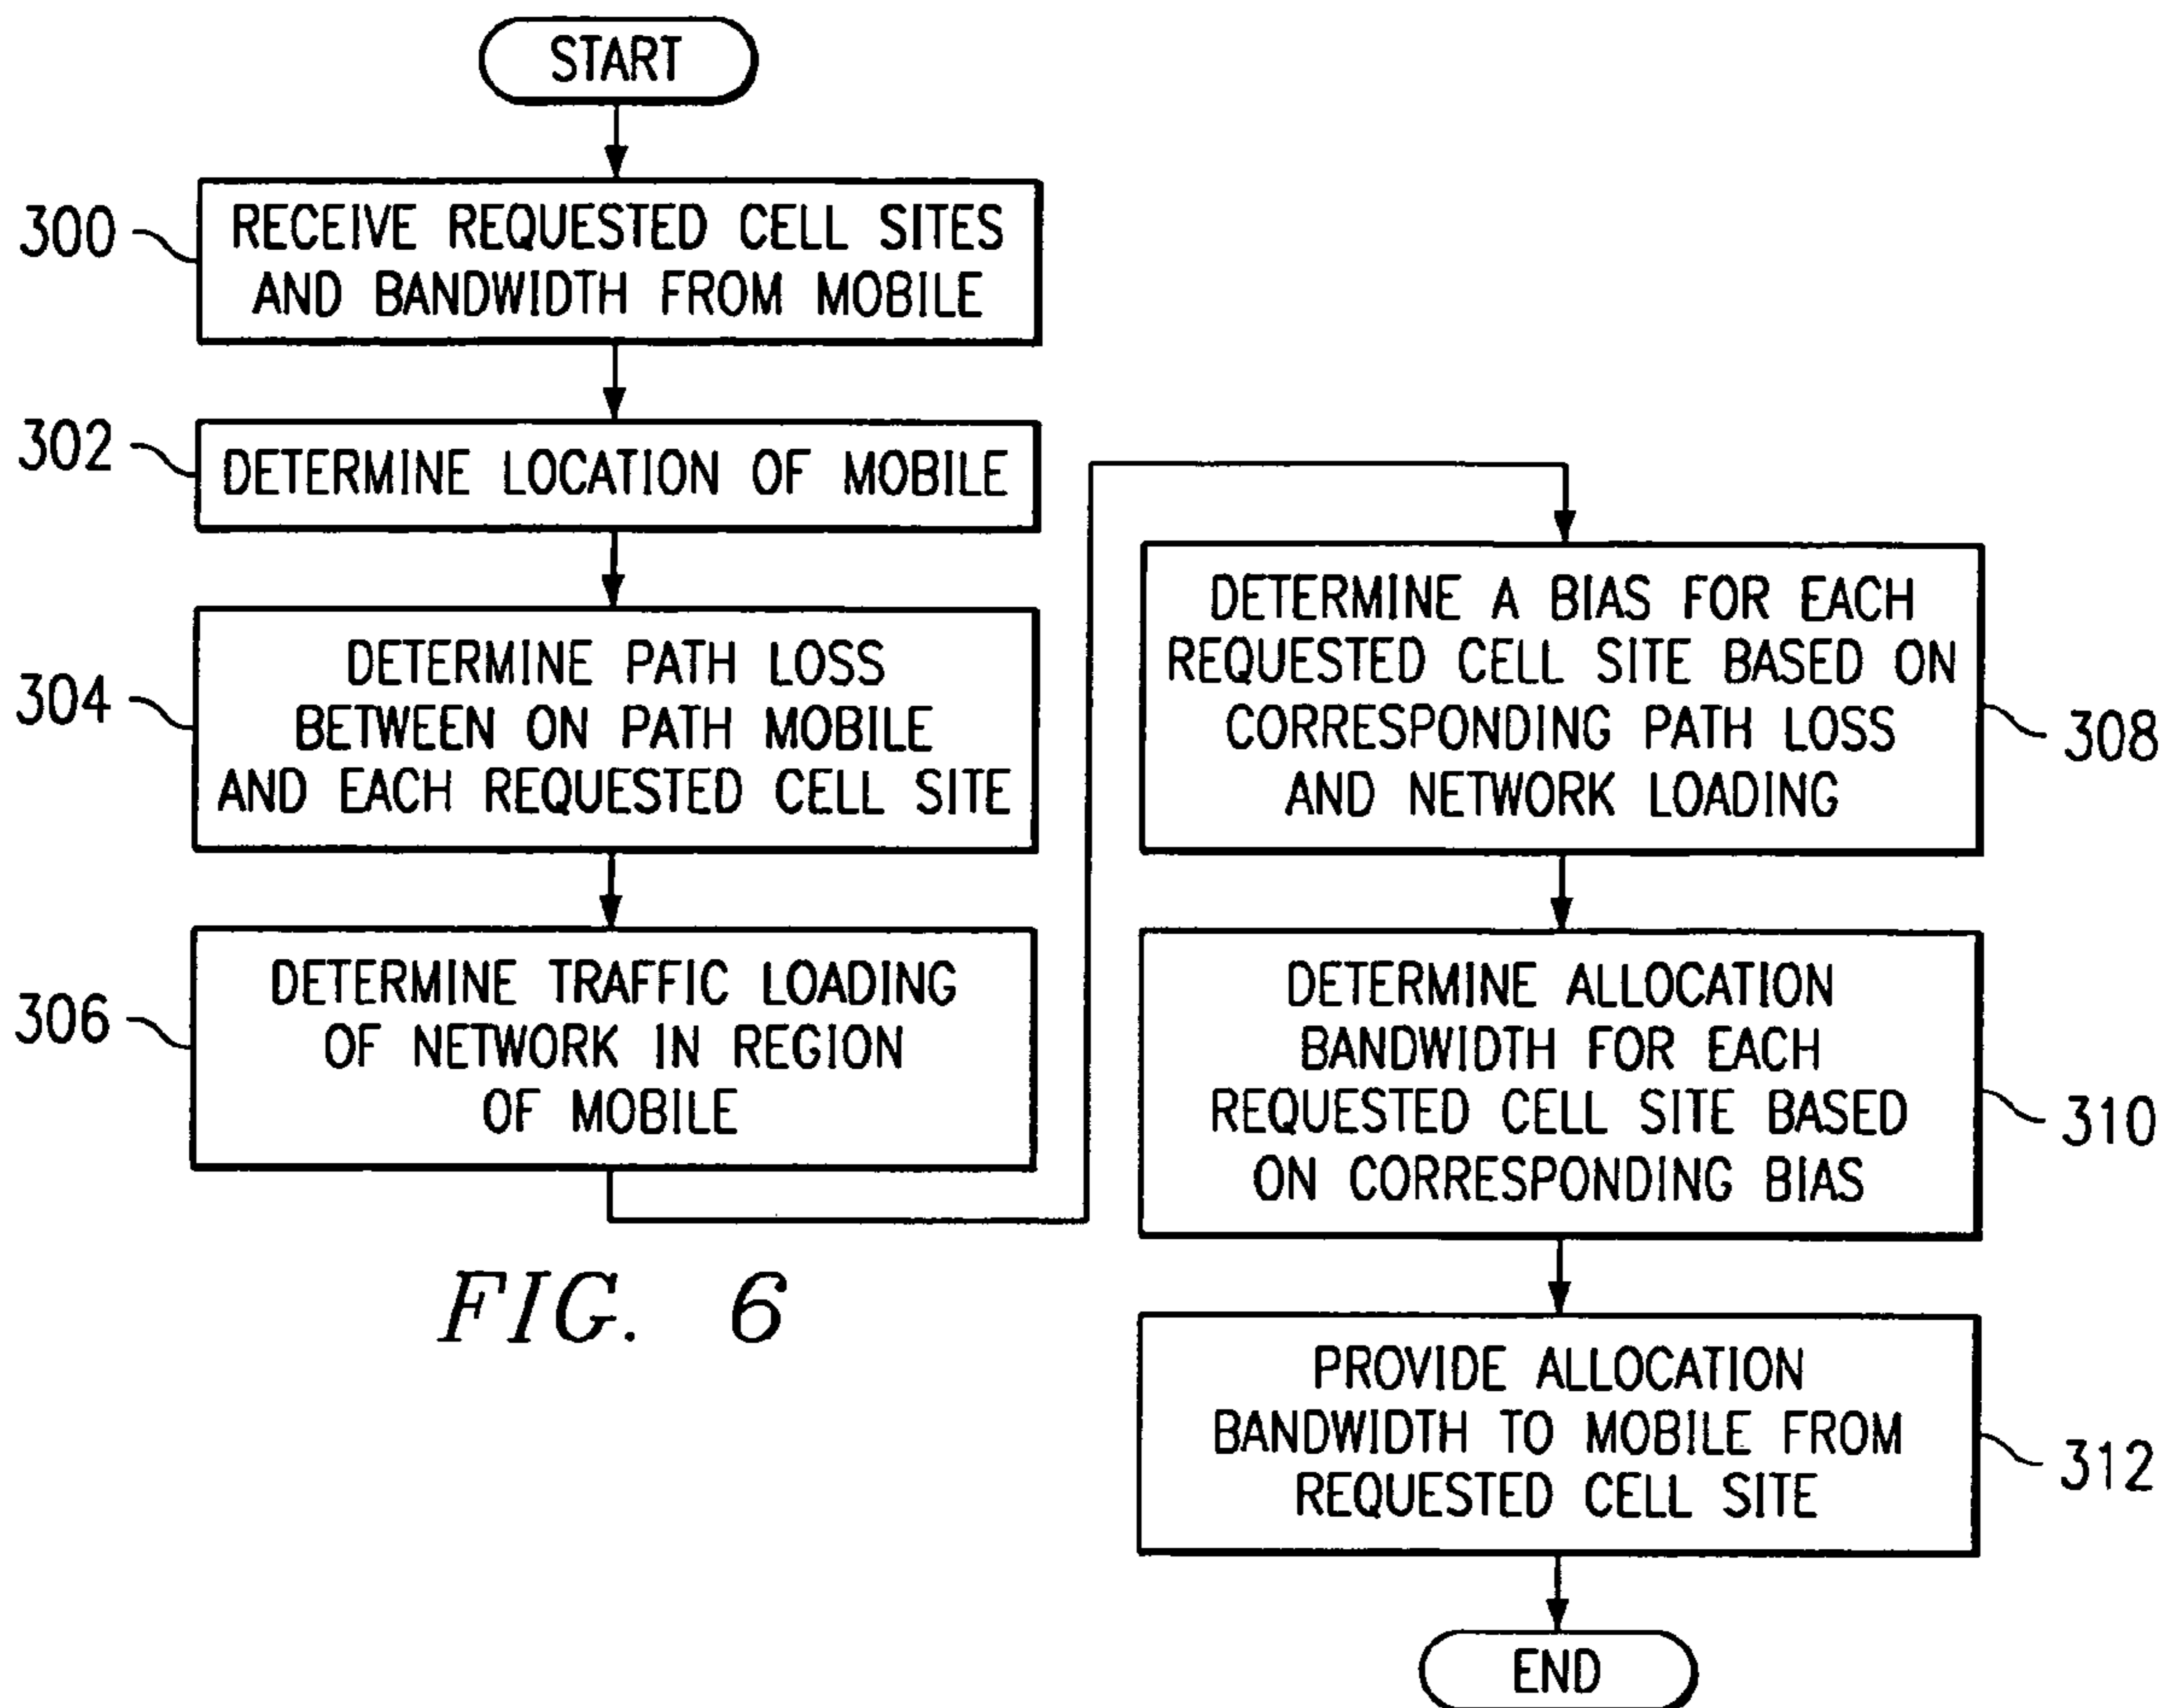 START
300
RECEIVE REQUESTED CELL SITES
AND BANDWIDTH FROM MOBILE
302
DETERMINE LOCATION OF MOBILE
304
DETERMINE PATH LOSS
BETWEEN ON PATH MOBILE
AND EACH REQUESTED CELL SITE
306
DETERMINE TRAFFIC LOADING
OF NETWORK IN REGION
OF MOBILE
DETERMINE A BIAS FOR EACH
REQUESTED CELL SITE BASED ON
CORRESPONDING PATH LOSS
AND NETWORK LOADING
308
DETERMINE ALLOCATION
BANDWIDTH FOR EACH
REQUESTED CELL SITE BASED
ON CORRESPONDING BIAS
310
PROVIDE ALLOCATION
BANDWIDTH TO MOBILE FROM
REQUESTED CELL SITE
312
END
FIG. 6